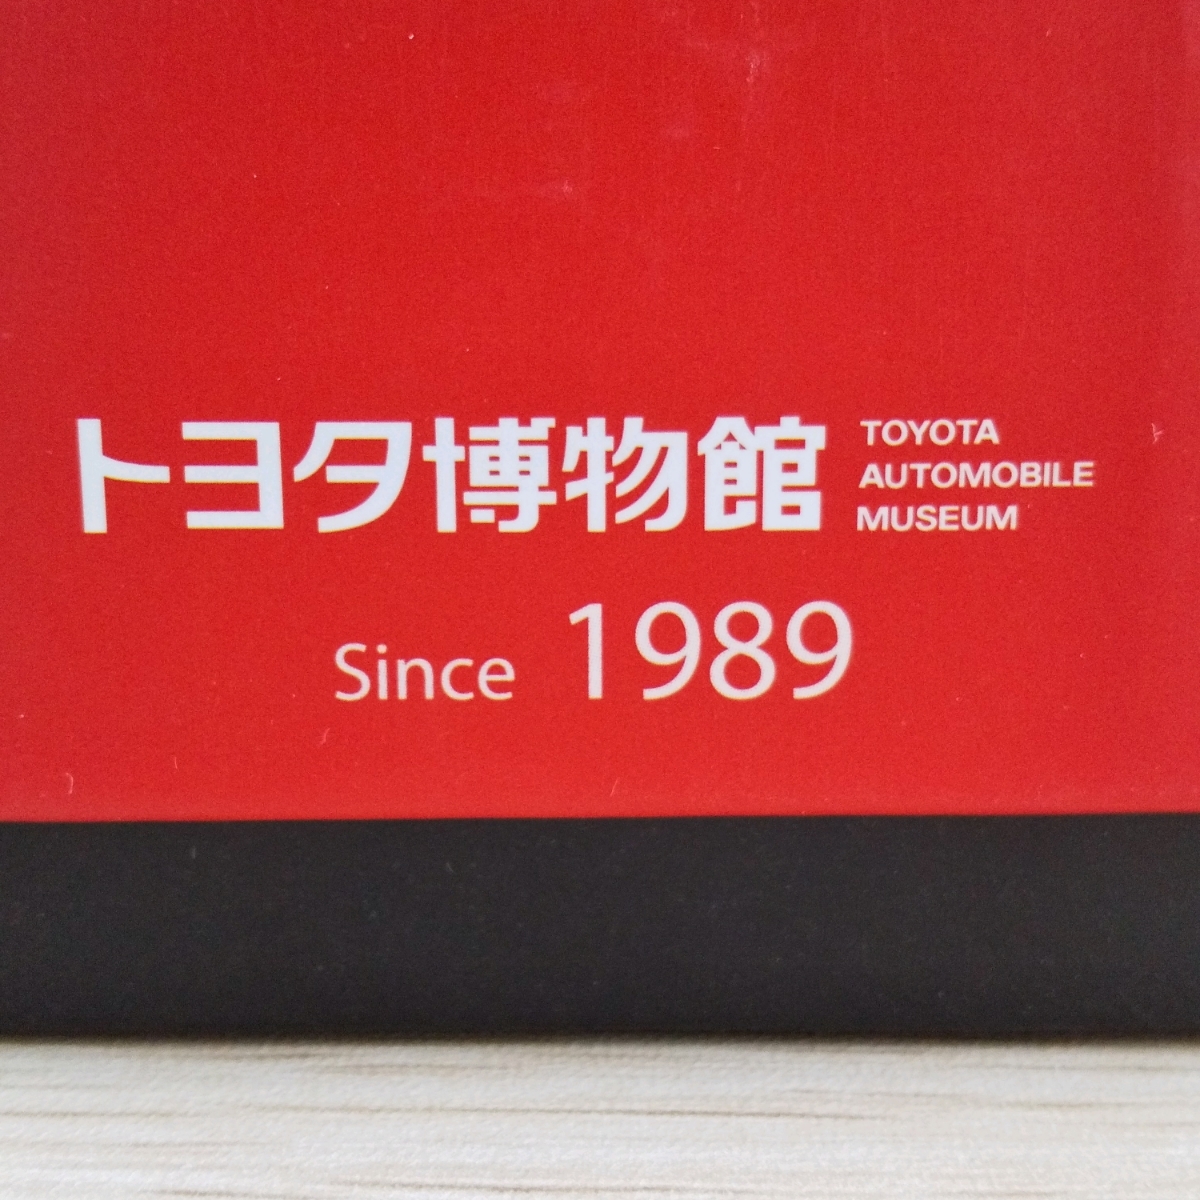 トヨタ博物館
TOYOTA
AUTOMOBILE
MUSEUM
Since 1989